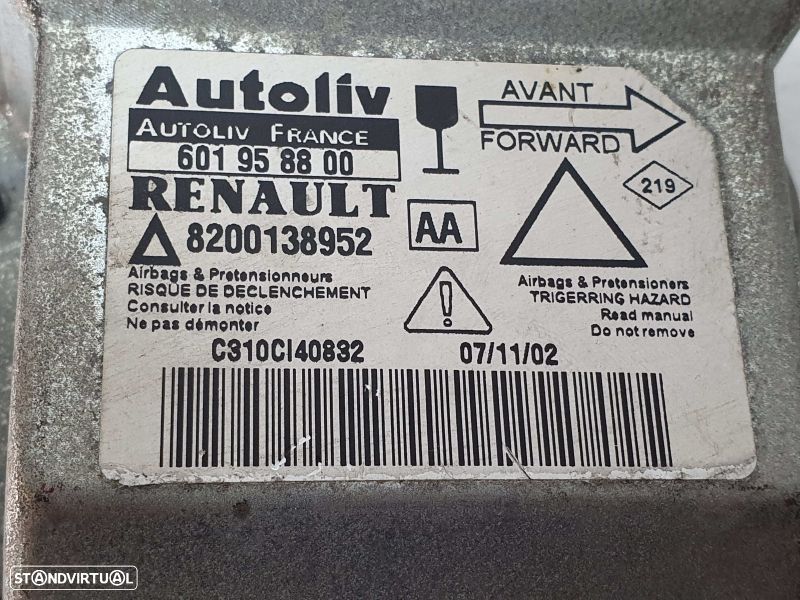 Autoliv
AUTOLIV FRANCE
601 95 88 00
RENAULT
8200138952
AA
AVANT
FORWARD
219
Airbags & Pretensionneurs
RISQUE DE DECLENCHEMENT
Consulter la notice
Ne pas démonter
Airbags & Pretensioners
TRIGERRING HAZARD
Read manual
Do not remove
C310CI40832
07/11/02
STANDVIRTUAL